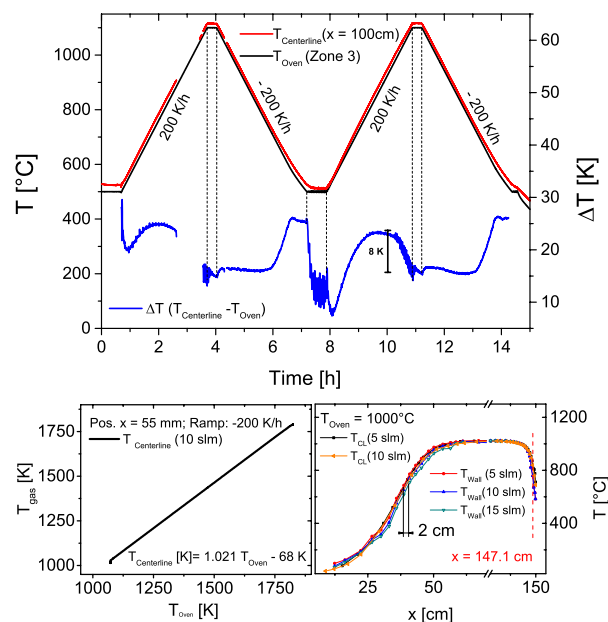 T_Centerline (x = 100cm)
T_Oven (Zone 3)
200 K/h
- 200 K/h
200 K/h
- 200 K/h
8 K
ΔT (T_Centerline -T_Oven)
T [°C]
0
200
400
600
800
1000
ΔT [K]
10
20
30
40
50
60
0 2 4 6 8 10 12 14
Time [h]
Pos. x = 55 mm; Ramp: -200 K/h
T_Centerline (10 slm)
T_Centerline [K]= 1.021 T_Oven - 68 K
T_gas [K]
1000
1250
1500
1750
1000 1250 1500 1750
T_Oven [K]
T_Oven = 1000°C
T_CL (5 slm)
T_CL (10 slm)
T_Wall (5 slm)
T_Wall (10 slm)
T_Wall (15 slm)
2 cm
x = 147.1 cm
T [°C]
400
600
800
1000
1200
25 50 75 150
x [cm]